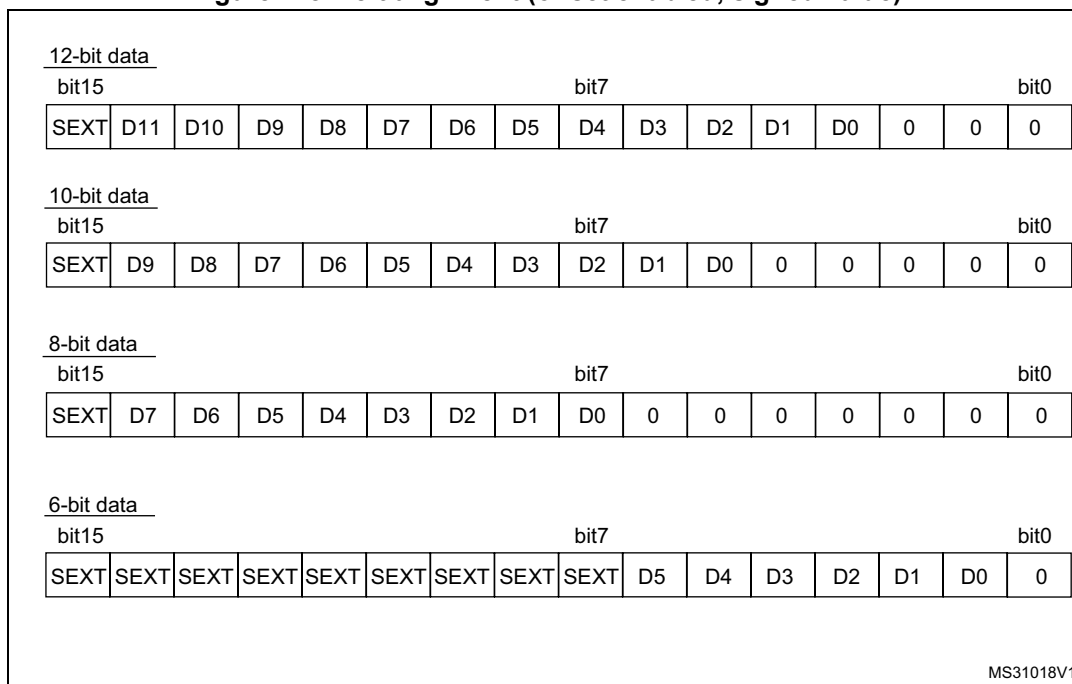 12-bit data
bit15 bit7 bit0
SEXT D11 D10 D9 D8 D7 D6 D5 D4 D3 D2 D1 D0 0 0 0
10-bit data
bit15 bit7 bit0
SEXT D9 D8 D7 D6 D5 D4 D3 D2 D1 D0 0 0 0 0 0
8-bit data
bit15 bit7 bit0
SEXT D7 D6 D5 D4 D3 D2 D1 D0 0 0 0 0 0 0 0
6-bit data
bit15 bit7 bit0
SEXT SEXT SEXT SEXT SEXT SEXT SEXT SEXT SEXT D5 D4 D3 D2 D1 D0 0
MS31018V1